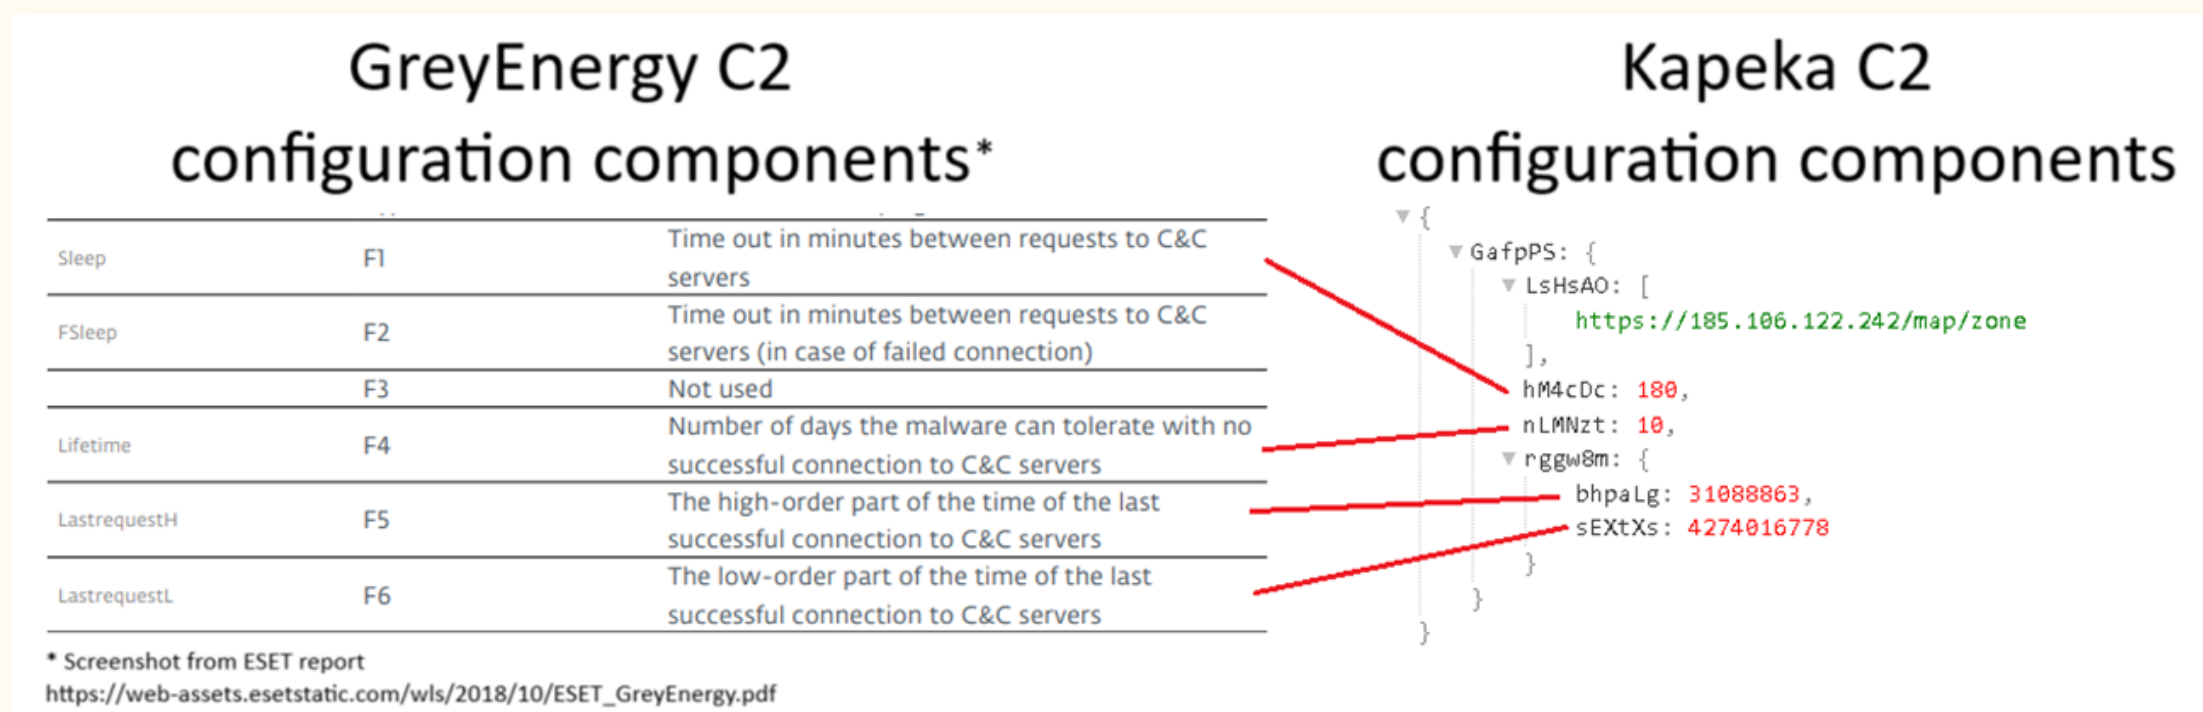 GreyEnergy C2
configuration components*
Sleep F1 Time out in minutes between requests to C&C
servers
FSleep F2 Time out in minutes between requests to C&C
servers (in case of failed connection)
F3 Not used
Lifetime F4 Number of days the malware can tolerate with no
successful connection to C&C servers
LastrequestH F5 The high-order part of the time of the last
successful connection to C&C servers
LastrequestL F6 The low-order part of the time of the last
successful connection to C&C servers
* Screenshot from ESET report
https://web-assets.esetstatic.com/wls/2018/10/ESET_GreyEnergy.pdf
Kapeka C2
configuration components
{
GafpPS: {
LsHsAO: [
https://185.106.122.242/map/zone
],
hM4cDc: 180,
nLMNzt: 10,
rggw8m: {
bhpaLg: 31088863,
sEXtXs: 4274016778
}
}
}